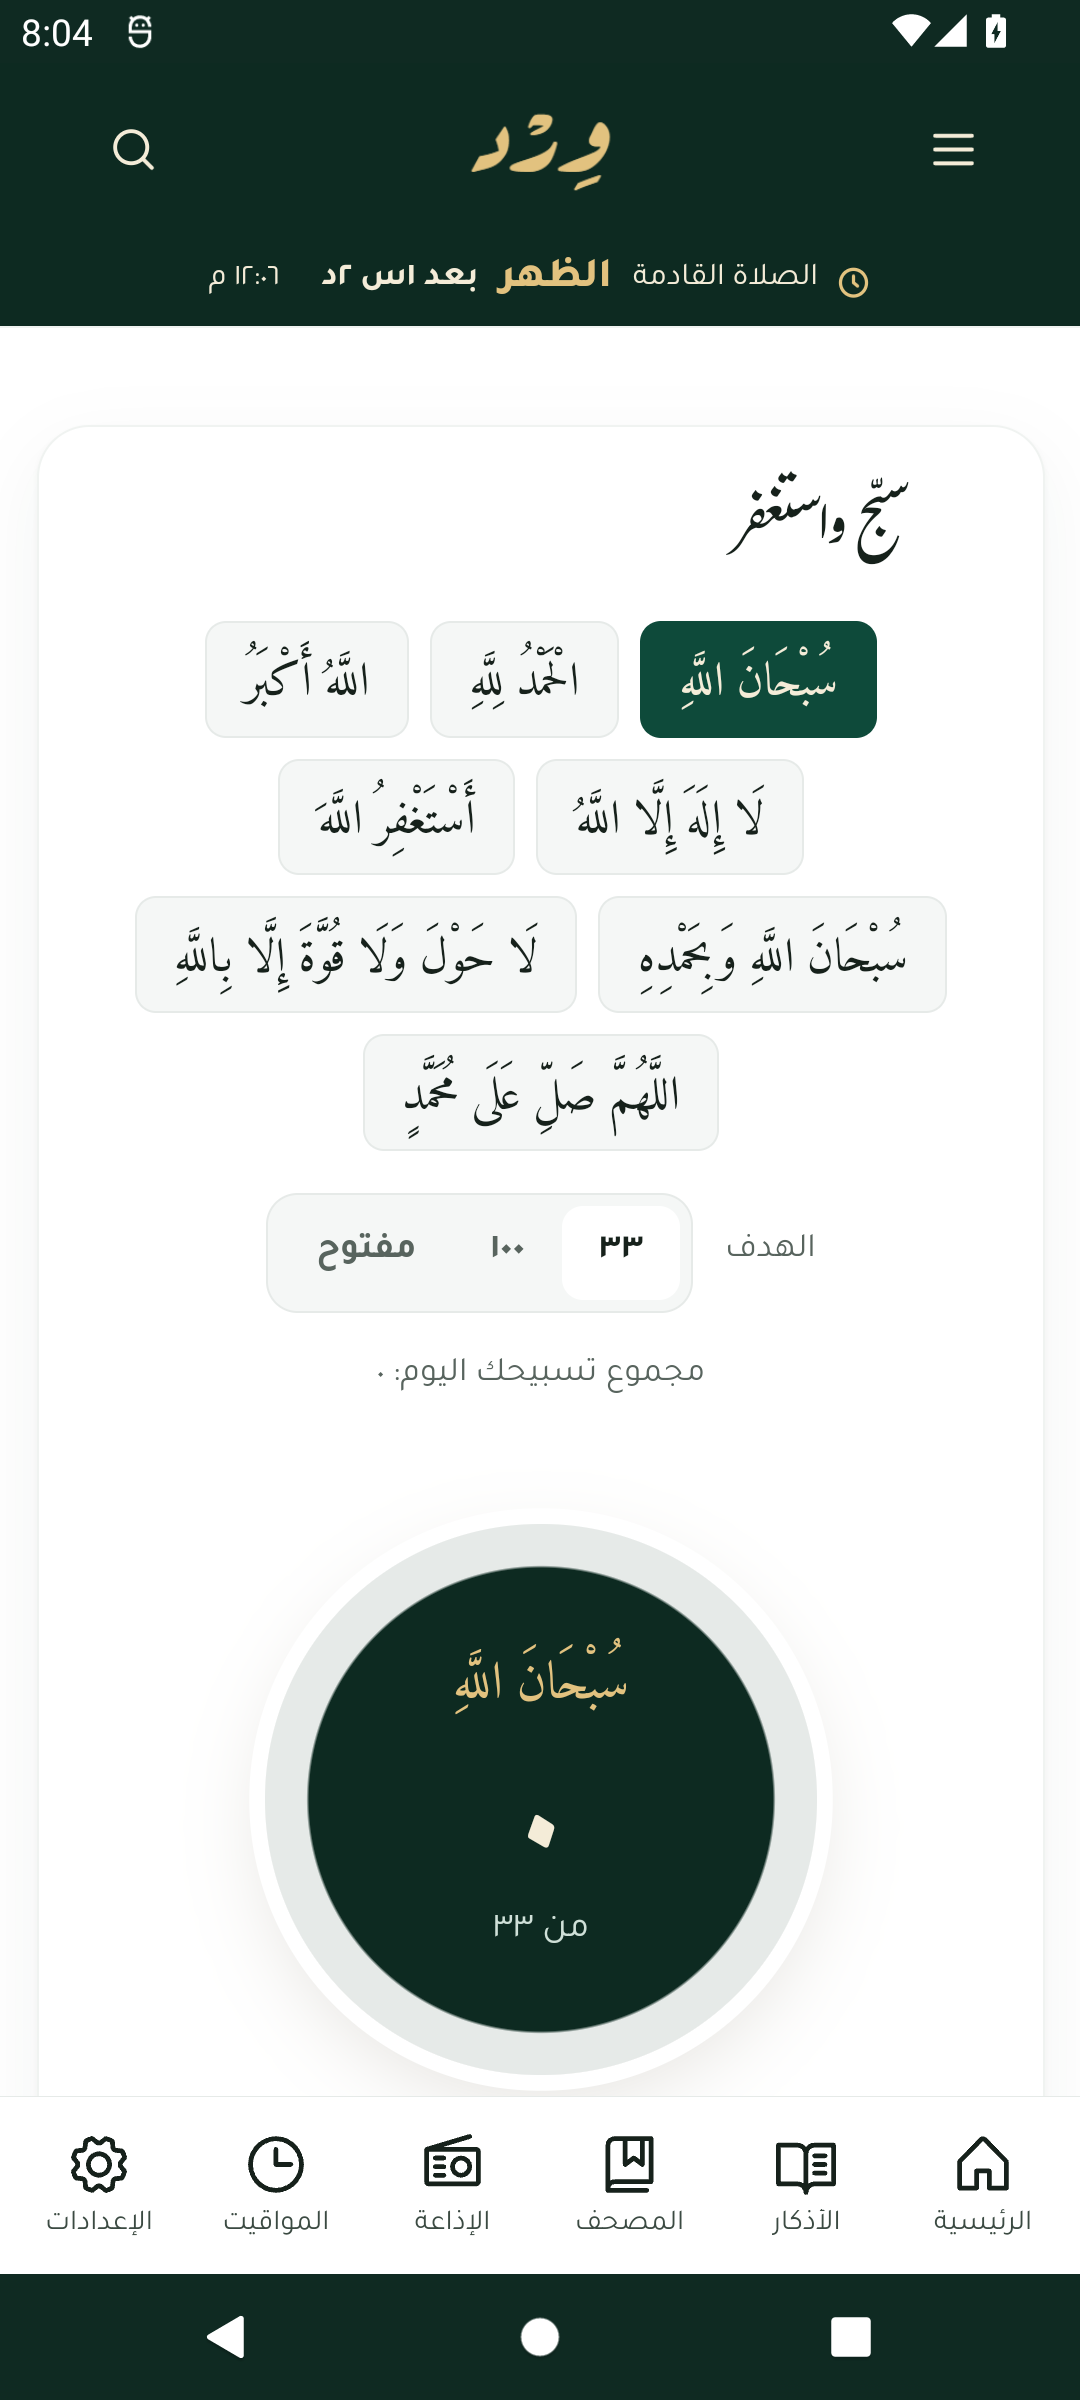 8:04
وِرْد
الصلاة القادمة الظهر بعد ١س ٢د ١٢:٠٦ م
سبّح واستغفر
سُبْحَانَ اللَّهِ الْحَمْدُ لِلَّهِ اللَّهُ أَكْبَرُ
لَا إِلَهَ إِلَّا اللَّهُ أَسْتَغْفِرُ اللَّهَ
سُبْحَانَ اللَّهِ وَبِحَمْدِهِ لَا حَوْلَ وَلَا قُوَّةَ إِلَّا بِاللَّهِ
اللَّهُمَّ صَلِّ عَلَى مُحَمَّدٍ
الهدف ٣٣ ١٠٠ مفتوح
مجموع تسبيحك اليوم: ٠
سُبْحَانَ اللَّهِ
٠
من ٣٣
الرئيسية الأذكار المصحف الإذاعة المواقيت الإعدادات